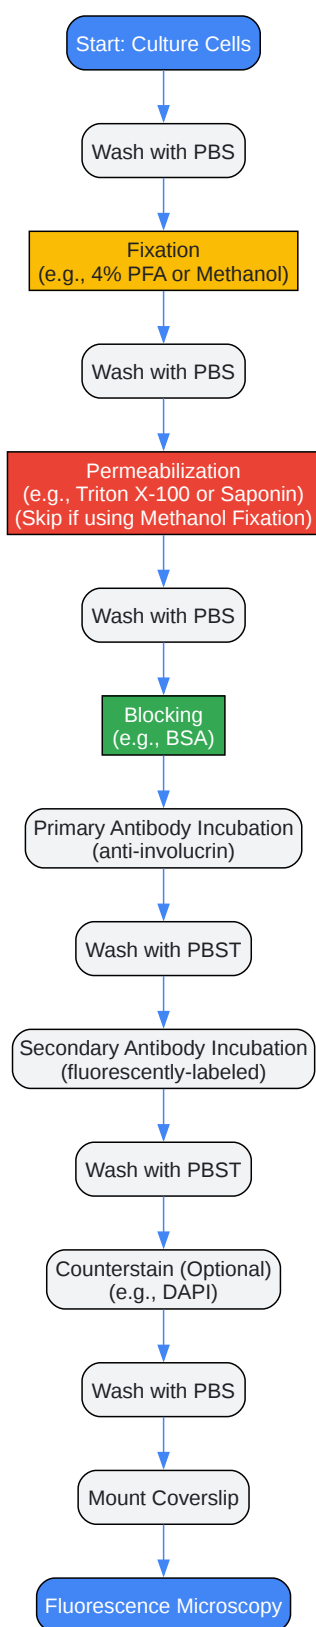 Start: Culture Cells
Wash with PBS
Fixation
(e.g., 4% PFA or Methanol)
Wash with PBS
Permeabilization
(e.g., Triton X-100 or Saponin)
(Skip if using Methanol Fixation)
Wash with PBS
Blocking
(e.g., BSA)
Primary Antibody Incubation
(anti-involucrin)
Wash with PBST
Secondary Antibody Incubation
(fluorescently-labeled)
Wash with PBST
Counterstain (Optional)
(e.g., DAPI)
Wash with PBS
Mount Coverslip
Fluorescence Microscopy